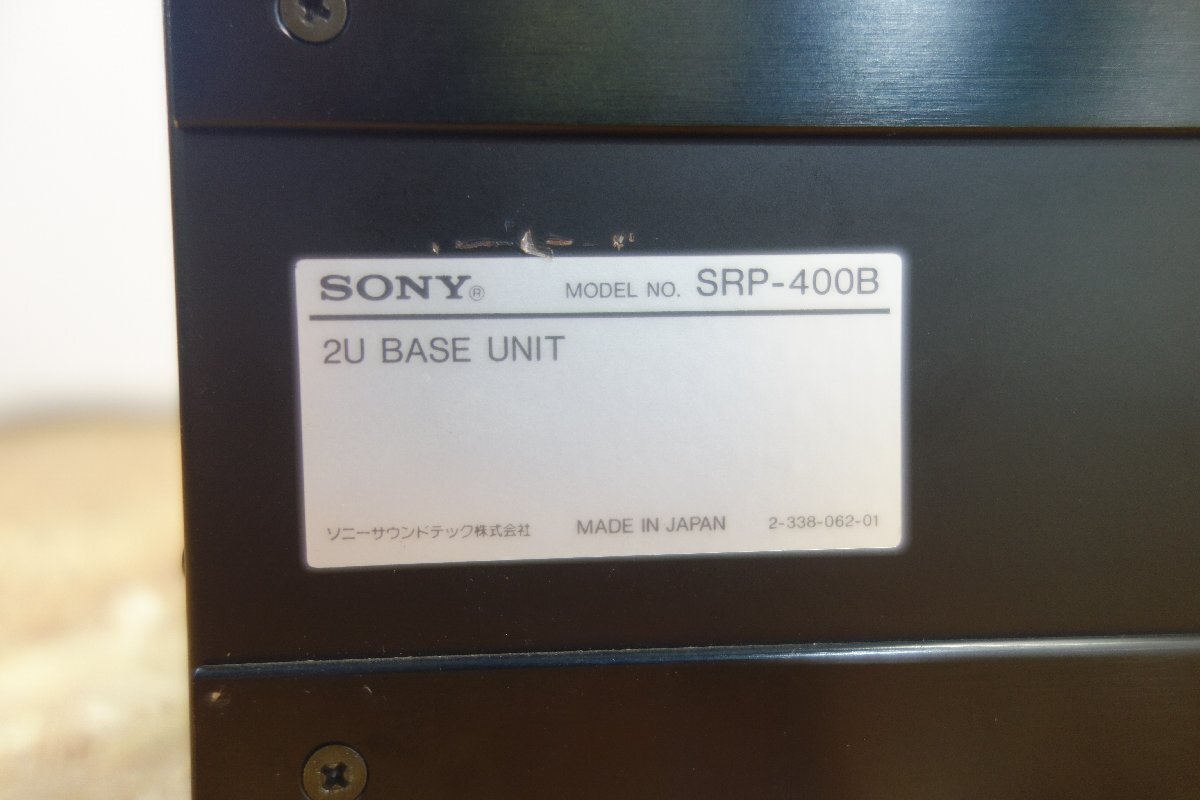 SONY® MODEL NO. SRP-400B
2U BASE UNIT
ソニーサウンドテック株式会社 MADE IN JAPAN 2-338-062-01